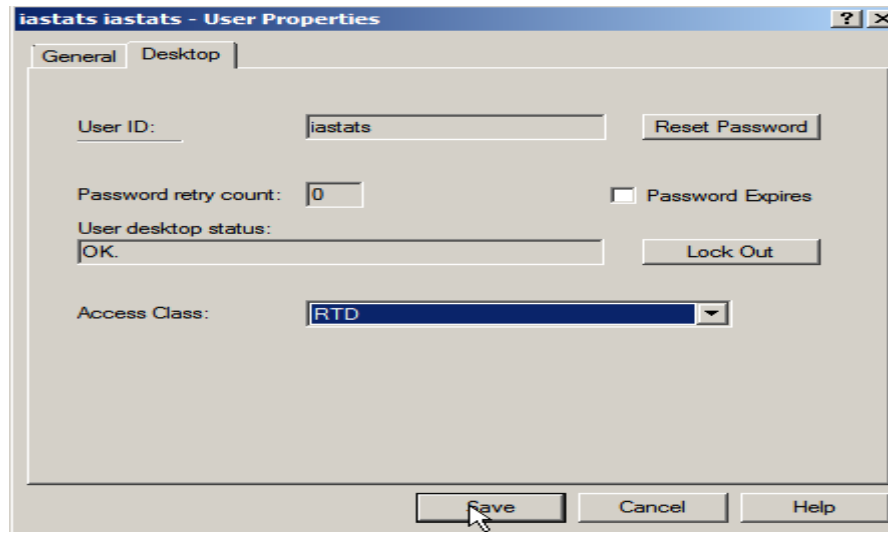 iastats iastats - User Properties
General Desktop
User ID: iastats Reset Password
Password retry count: 0 Password Expires
User desktop status:
OK. Lock Out
Access Class: RTD
Save Cancel Help